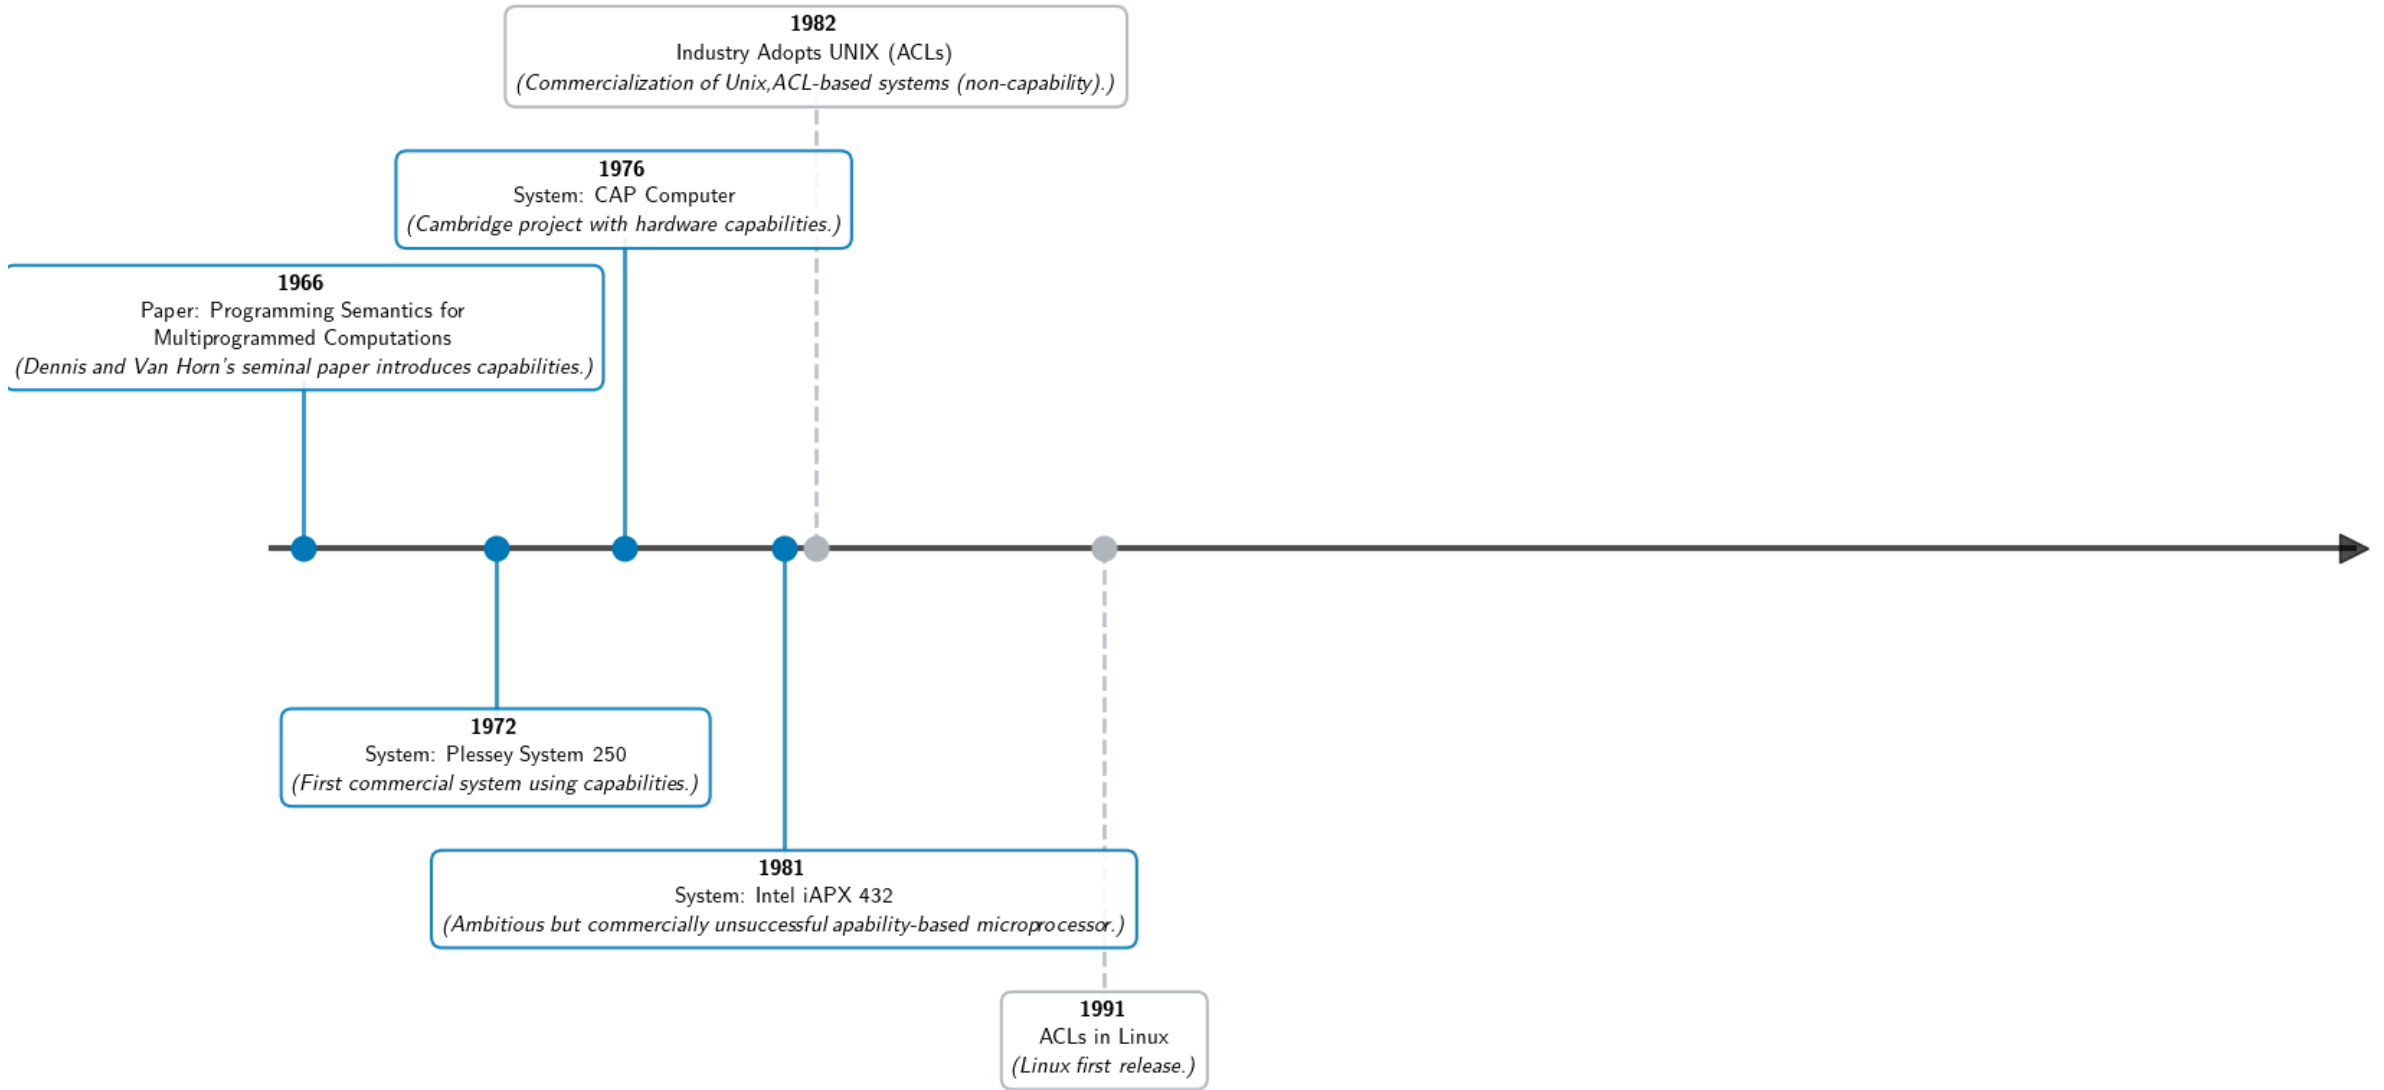 1982
Industry Adopts UNIX (ACLs)
(Commercialization of Unix,ACL-based systems (non-capability).)
1976
System: CAP Computer
(Cambridge project with hardware capabilities.)
1966
Paper: Programming Semantics for
Multiprogrammed Computations
(Dennis and Van Horn's seminal paper introduces capabilities.)
1972
System: Plessey System 250
(First commercial system using capabilities.)
1981
System: Intel iAPX 432
(Ambitious but commercially unsuccessful apability-based microprocessor.)
1991
ACLs in Linux
(Linux first release.)